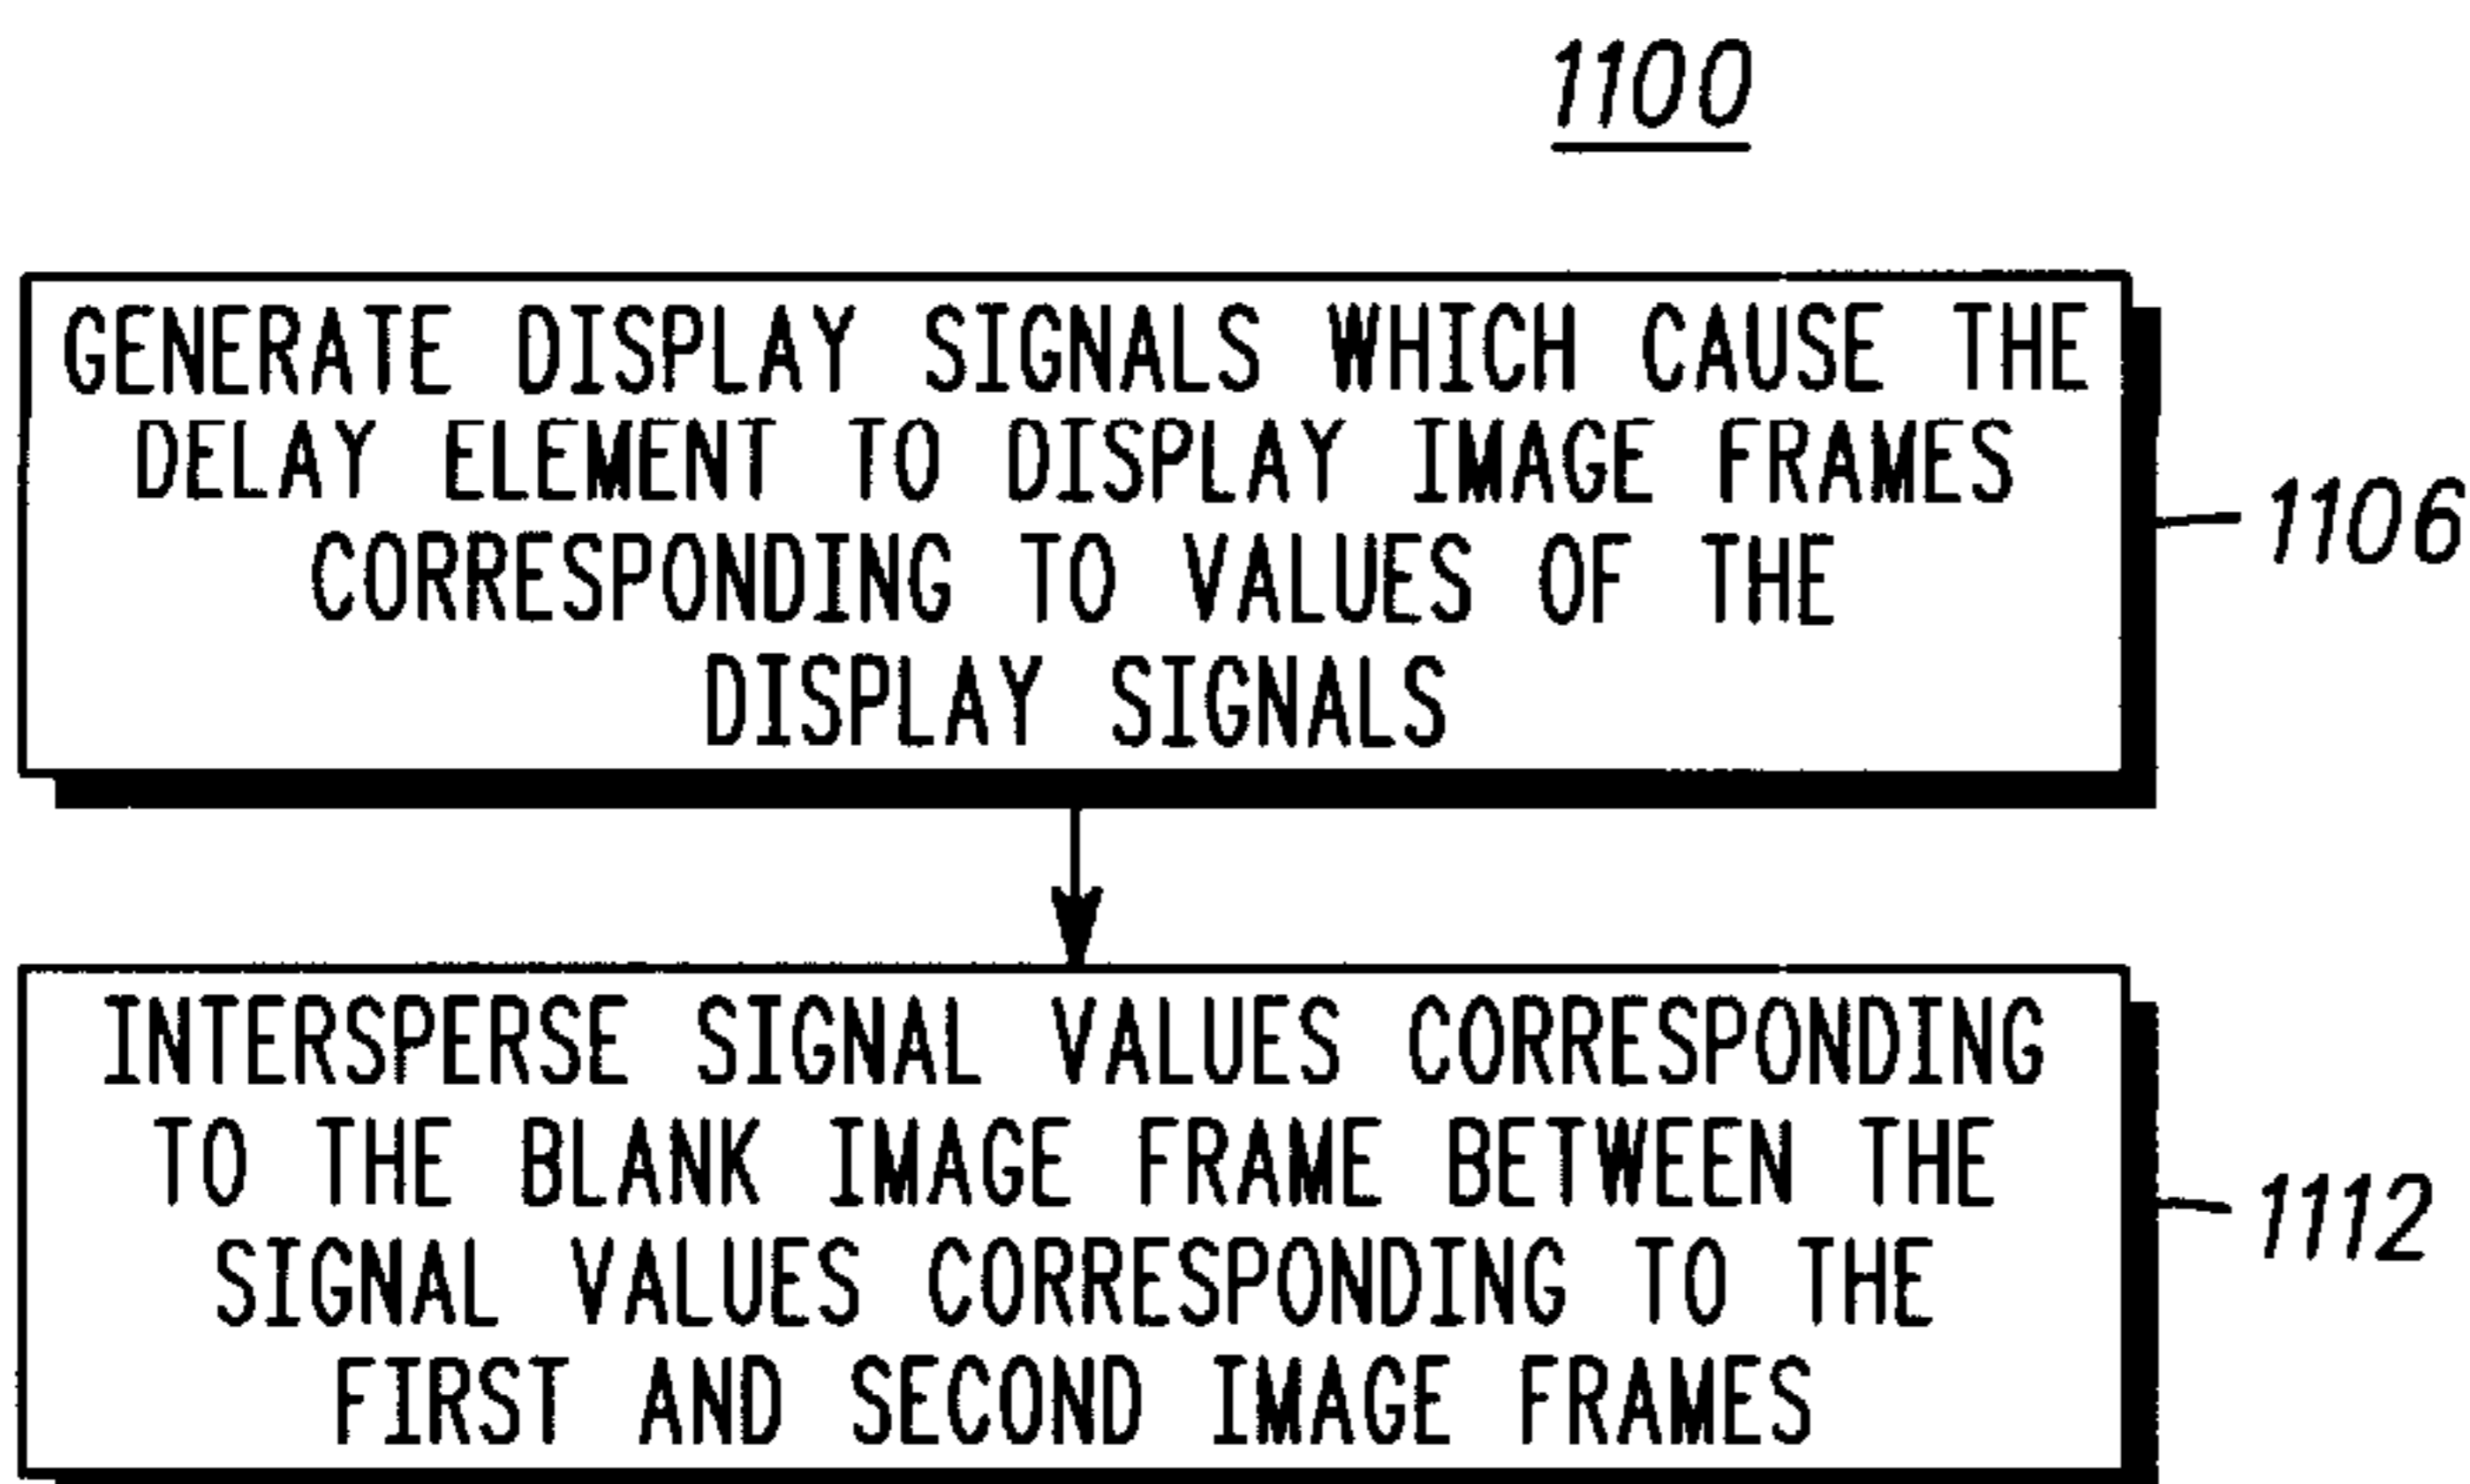 1100
GENERATE DISPLAY SIGNALS WHICH CAUSE THE
DELAY ELEMENT TO DISPLAY IMAGE FRAMES
CORRESPONDING TO VALUES OF THE
DISPLAY SIGNALS
1106
INTERSPERSE SIGNAL VALUES CORRESPONDING
TO THE BLANK IMAGE FRAME BETWEEN THE
SIGNAL VALUES CORRESPONDING TO THE
FIRST AND SECOND IMAGE FRAMES
1112